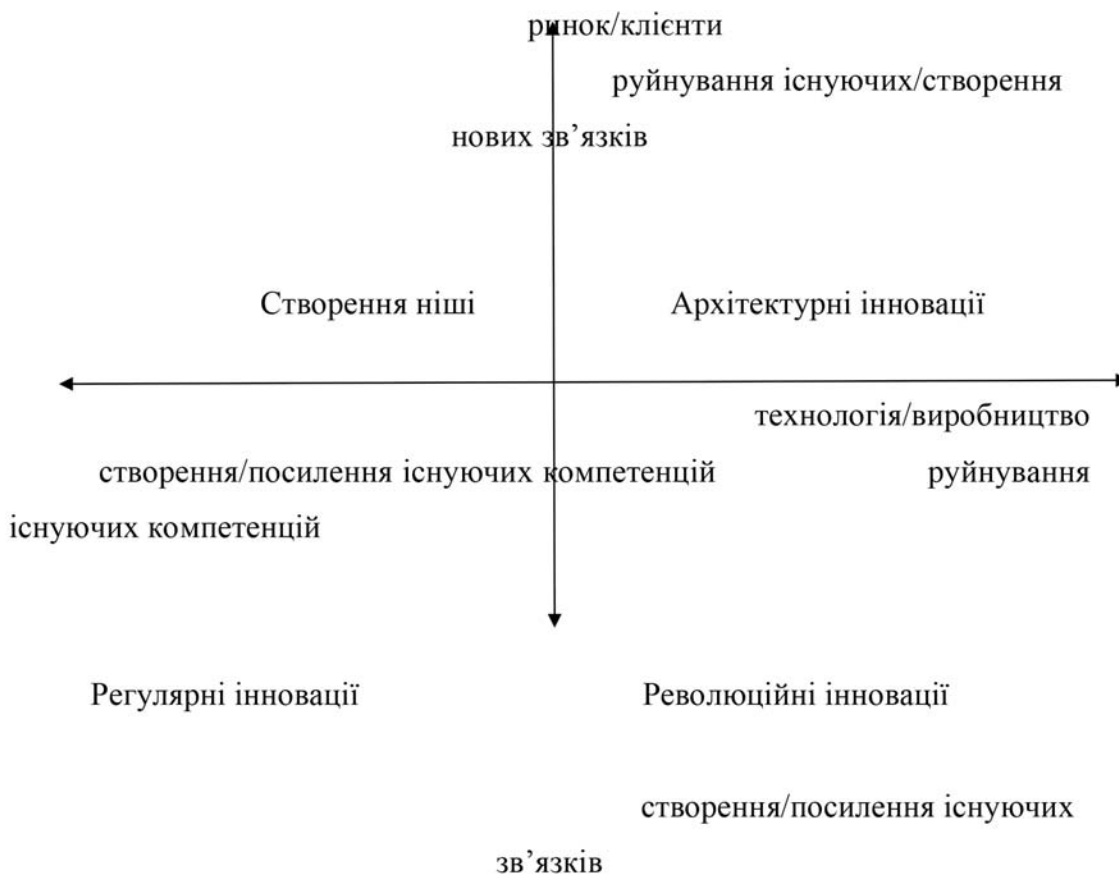 ринок/клієнти
руйнування існуючих/створення
нових зв’язків
Створення ніші Архітектурні інновації
технологія/виробництво
створення/посилення існуючих компетенцій руйнування
існуючих компетенцій
Регулярні інновації Революційні інновації
створення/посилення існуючих
зв’язків